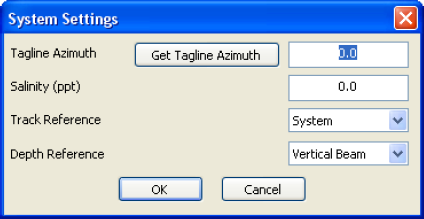 System Settings
Tagline Azimuth Get Tagline Azimuth 0.0
Salinity (ppt) 0.0
Track Reference System
Depth Reference Vertical Beam
OK Cancel